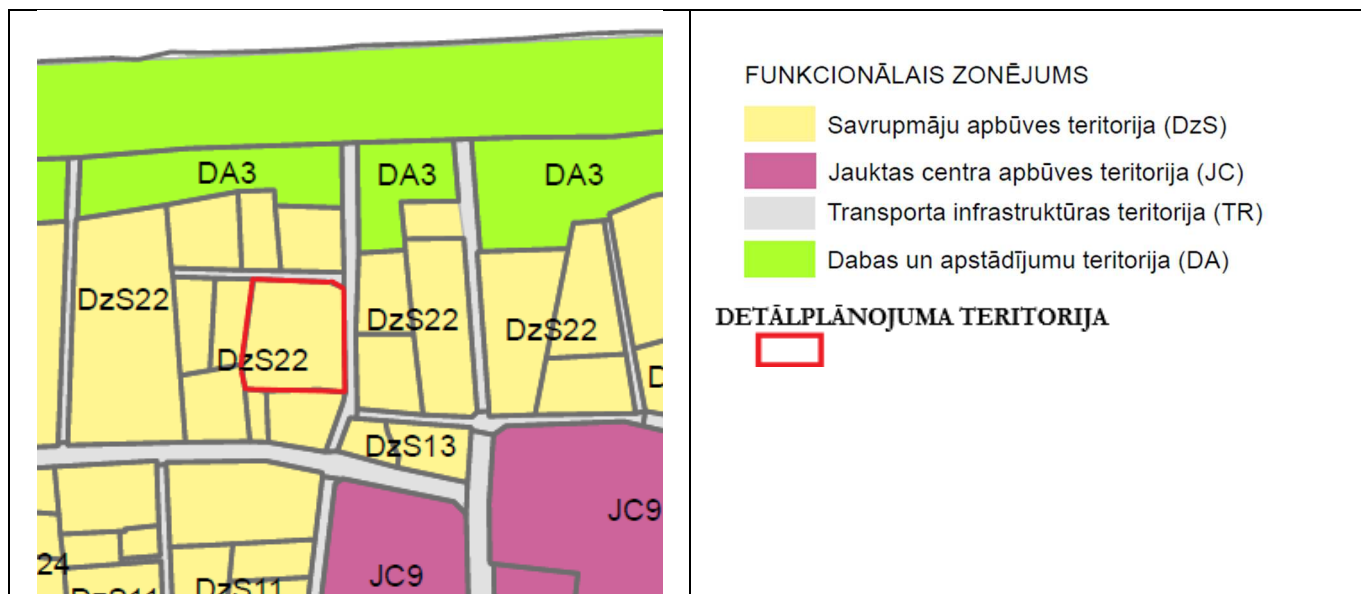 DA3
DA3
DA3
DzS22
DzS22
DzS22
DzS22
DzS13
JC9
24
JC9
DzS11
DzS11
FUNKCIONĀLAIS ZONĒJUMS
Savrupmāju apbūves teritorija (DzS)
Jauktas centra apbūves teritorija (JC)
Transporta infrastruktūras teritorija (TR)
Dabas un apstādījumu teritorija (DA)
DETĀLPLĀNOJUMA TERITORIJA